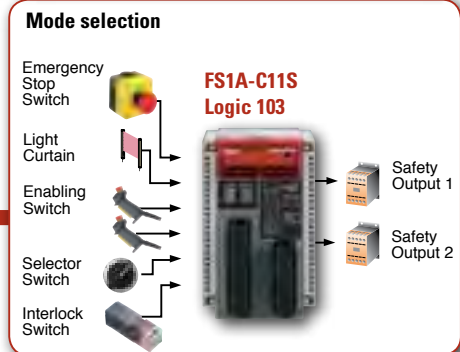 Mode selection
Emergency
Stop
Switch
FS1A-C11S
Logic 103
Light
Curtain
Enabling
Switch
Selector
Switch
Interlock
Switch
Safety
Output 1
Safety
Output 2